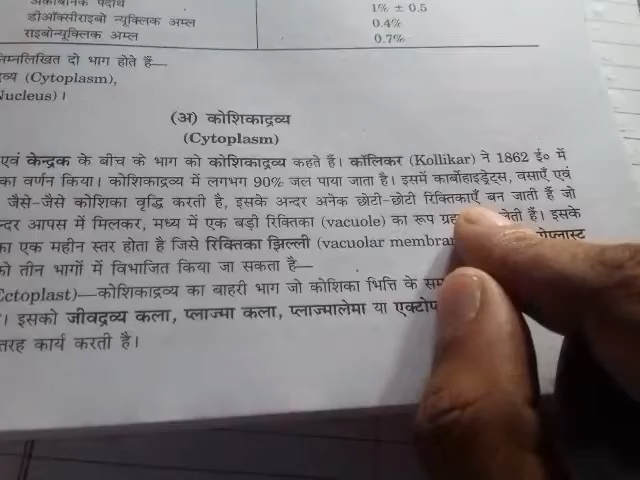 अकार्बनिक पदार्थ 1% ± 0.5
डीऑक्सीराइबो न्यूक्लिक अम्ल 0.4%
राइबोन्यूक्लिक अम्ल 0.7%
निम्नलिखित दो भाग होते हैं—
द्रव्य (Cytoplasm),
Nucleus)।
(अ) कोशिकाद्रव्य
(Cytoplasm)
एवं केन्द्रक के बीच के भाग को कोशिकाद्रव्य कहते हैं। कॉलिकर (Kollikar) ने 1862 ई० में
का वर्णन किया। कोशिकाद्रव्य में लगभग 90% जल पाया जाता है। इसमें कार्बोहाइड्रेट्स, वसाएँ एवं
जैसे-जैसे कोशिका वृद्धि करती है, इसके अन्दर अनेक छोटी-छोटी रिक्तिकाएँ बन जाती हैं जो
न्दर आपस में मिलकर, मध्य में एक बड़ी रिक्तिका (vacuole) का रूप ग्रह लेती हैं। इसके
का एक महीन स्तर होता है जिसे रिक्तिका झिल्ली (vacuolar membran
को तीन भागों में विभाजित किया जा सकता है—
Ectoplast)—कोशिकाद्रव्य का बाहरी भाग जो कोशिका भित्ति के सम
। इसको जीवद्रव्य कला, प्लाज्मा कला, प्लाज्मालेमा या एक्टोप
तरह कार्य करती है।